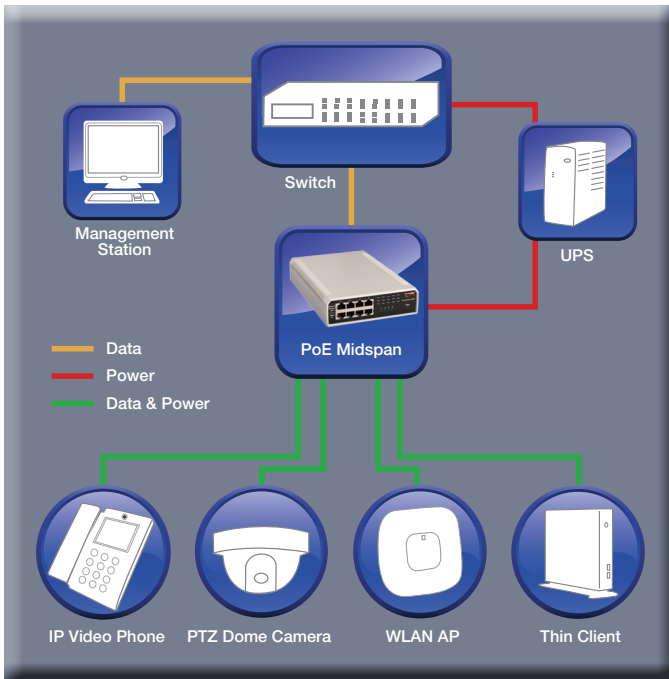 Switch
Management
Station
UPS
PoE Midspan
Data
Power
Data & Power
IP Video Phone
PTZ Dome Camera
WLAN AP
Thin Client